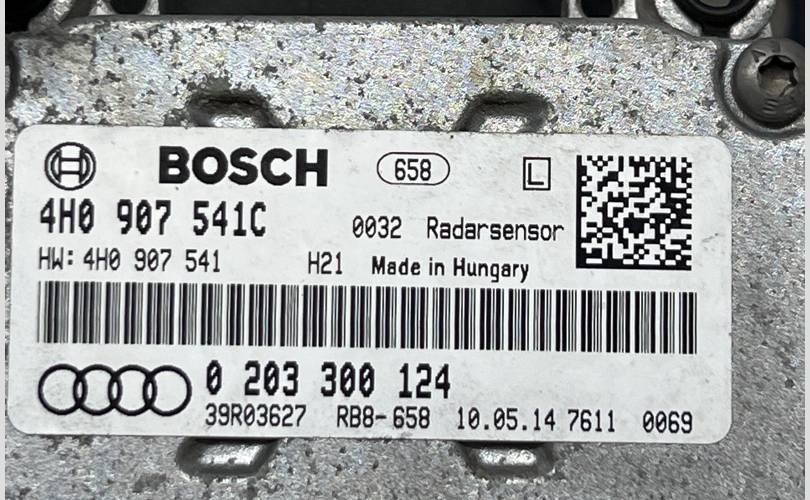 BOSCH 658 L
4H0 907 541C 0032 Radarsensor
HW: 4H0 907 541 H21 Made in Hungary
0 203 300 124
39R03627 RB8-658 10.05.14 7611 0069